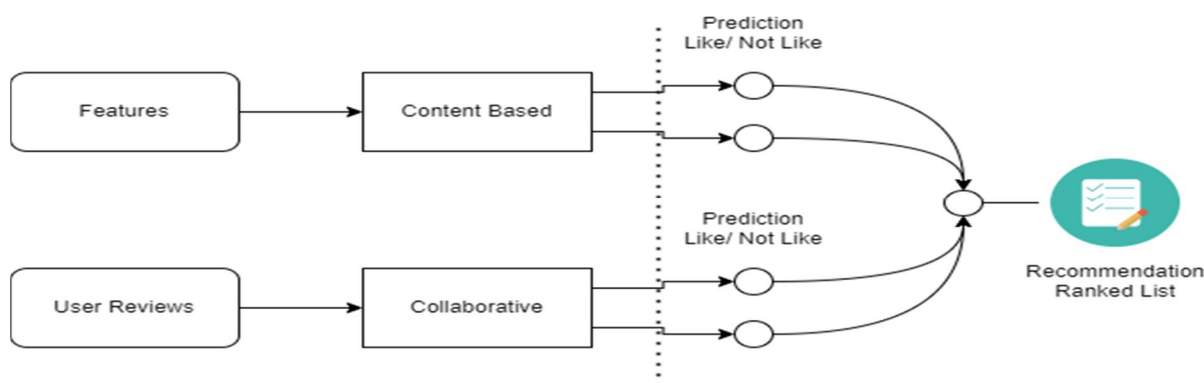 Prediction
Like/ Not Like
Features
Content Based
Prediction
Like/ Not Like
User Reviews
Collaborative
Recommendation
Ranked List